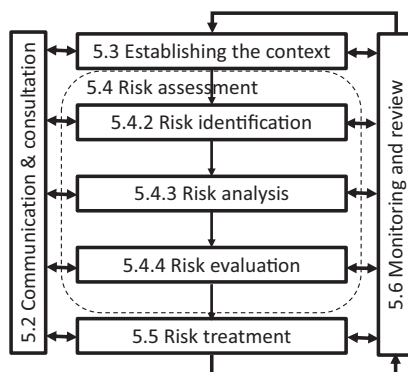 5.3 Establishing the context
5.4 Risk assessment
5.4.2 Risk identification
5.4.3 Risk analysis
5.4.4 Risk evaluation
5.5 Risk treatment
5.2 Communication & consultation
5.6 Monitoring and review